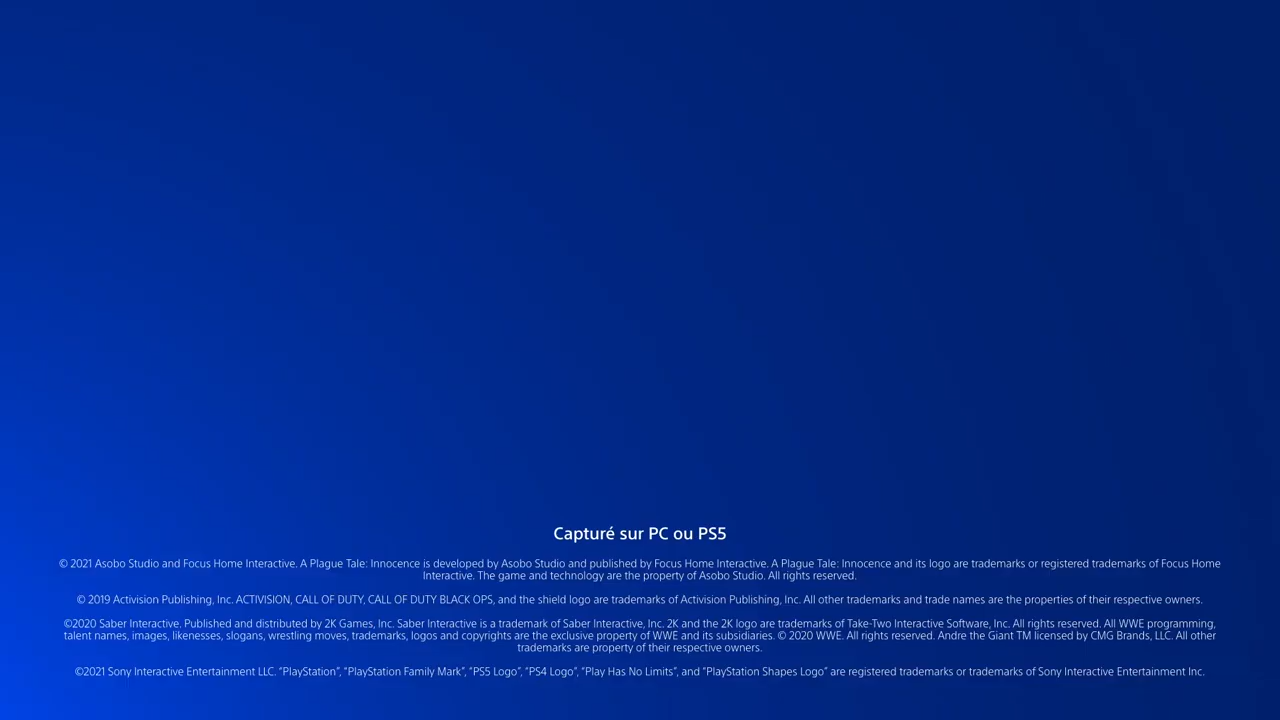 Capturé sur PC ou PS5
© 2021 Asobo Studio and Focus Home Interactive. A Plague Tale: Innocence is developed by Asobo Studio and published by Focus Home Interactive. A Plague Tale: Innocence and its logo are trademarks or registered trademarks of Focus Home
Interactive. The game and technology are the property of Asobo Studio. All rights reserved.
© 2019 Activision Publishing, Inc. ACTIVISION, CALL OF DUTY, CALL OF DUTY BLACK OPS, and the shield logo are trademarks of Activision Publishing, Inc. All other trademarks and trade names are the properties of their respective owners.
©2020 Saber Interactive. Published and distributed by 2K Games, Inc. Saber Interactive is a trademark of Saber Interactive, Inc. 2K and the 2K logo are trademarks of Take-Two Interactive Software, Inc. All rights reserved. All WWE programming,
talent names, images, likenesses, slogans, wrestling moves, trademarks, logos and copyrights are the exclusive property of WWE and its subsidiaries. © 2020 WWE. All rights reserved. Andre the Giant TM licensed by CMG Brands, LLC. All other
trademarks are property of their respective owners.
©2021 Sony Interactive Entertainment LLC. “PlayStation”, “PlayStation Family Mark”, “PS5 Logo”, “PS4 Logo”, “Play Has No Limits”, and “PlayStation Shapes Logo” are registered trademarks or trademarks of Sony Interactive Entertainment Inc.